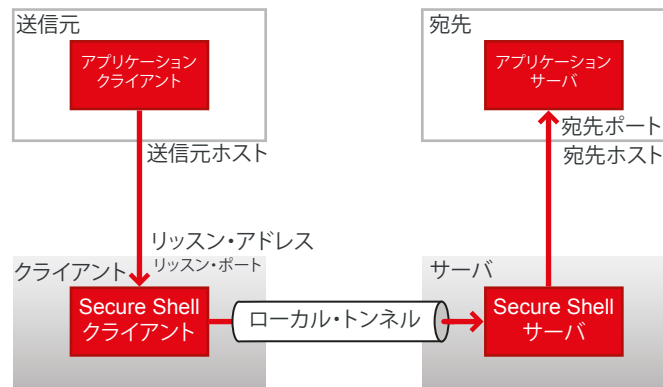 送信元
アプリケーション
クライアント
送信元ホスト
宛先
アプリケーション
サーバ
宛先ポート
宛先ホスト
リッスン・アドレス
リッスン・ポート
クライアント
Secure Shell
クライアント
ローカル・トンネル
サーバ
Secure Shell
サーバ